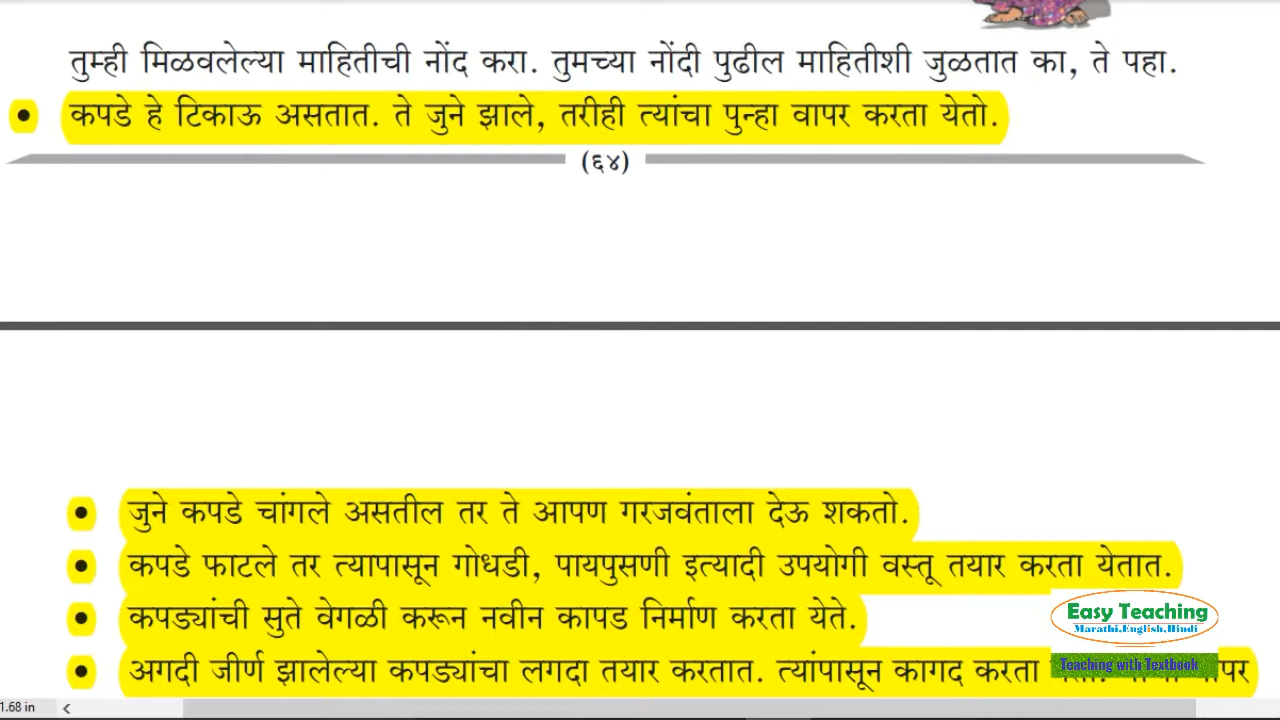 तुम्ही मिळवलेल्या माहितीची नोंद करा. तुमच्या नोंदी पुढील माहितीशी जुळतात का, ते पहा.
• कपडे हे टिकाऊ असतात. ते जुने झाले, तरीही त्यांचा पुन्हा वापर करता येतो.
(६४)
• जुने कपडे चांगले असतील तर ते आपण गरजवंताला देऊ शकतो.
• कपडे फाटले तर त्यापासून गोधडी, पायपुसणी इत्यादी उपयोगी वस्तू तयार करता येतात.
• कपड्यांची सुते वेगळी करून नवीन कापड निर्माण करता येते.
Easy Teaching
Marathi,English,Hindi
Teaching with Textbook
• अगदी जीर्ण झालेल्या कपड्यांचा लगदा तयार करतात. त्यांपासून कागद करता
1.68 in